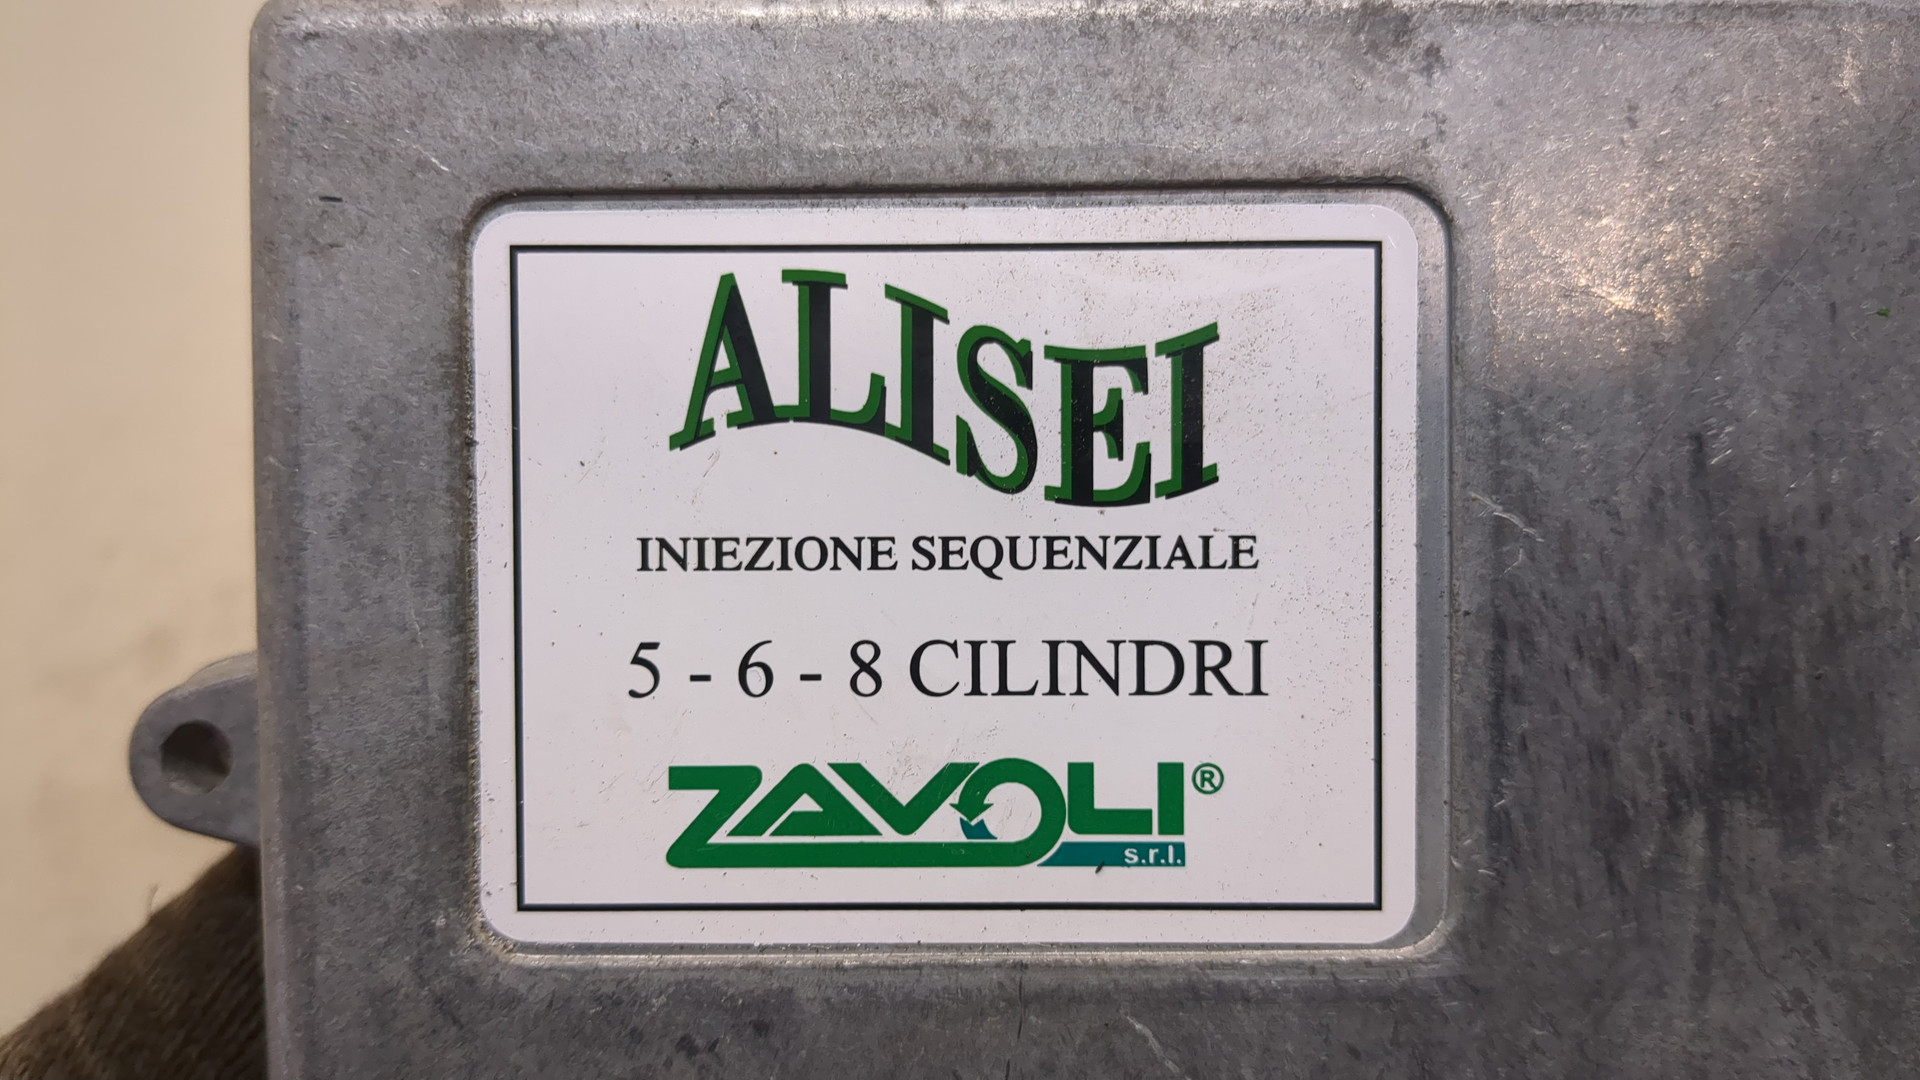 ALISEI
INIEZIONE SEQUENZIALE
5 - 6 - 8 CILINDRI
ZAVOLI®
s.r.l.